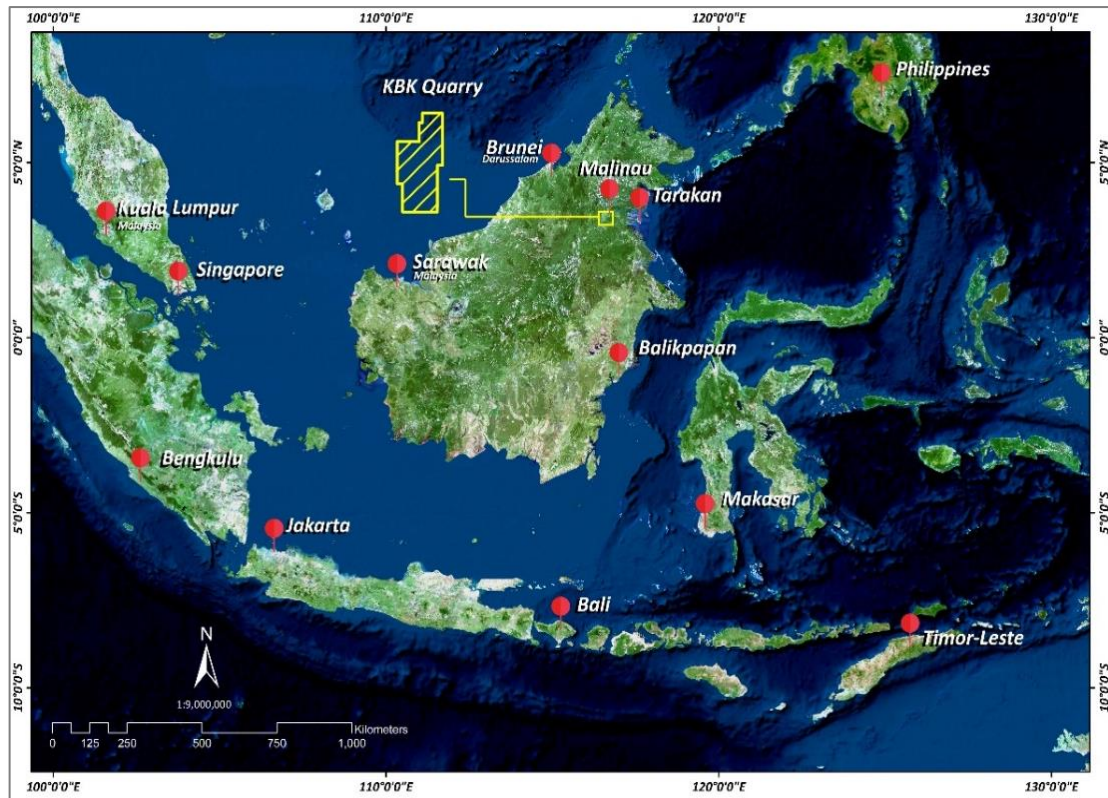 100°0'0"E 110°0'0"E 120°0'0"E 130°0'0"E
KBK Quarry
Philippines
5°0'0"N
5°0'0"N
Brunei
Darussalam
Malinau
Tarakan
Kuala Lumpur
Malaysia
Singapore
Sarawak
Malaysia
0°0'0"
0°0'0"
Balikpapan
Bengkulu
Makasar
5°0'0"S
5°0'0"S
Jakarta
Bali
Timor-Leste
N
10°0'0"S
10°0'0"S
1:9,000,000
Kilometers
0 125 250 500 750 1,000
100°0'0"E 110°0'0"E 120°0'0"E 130°0'0"E